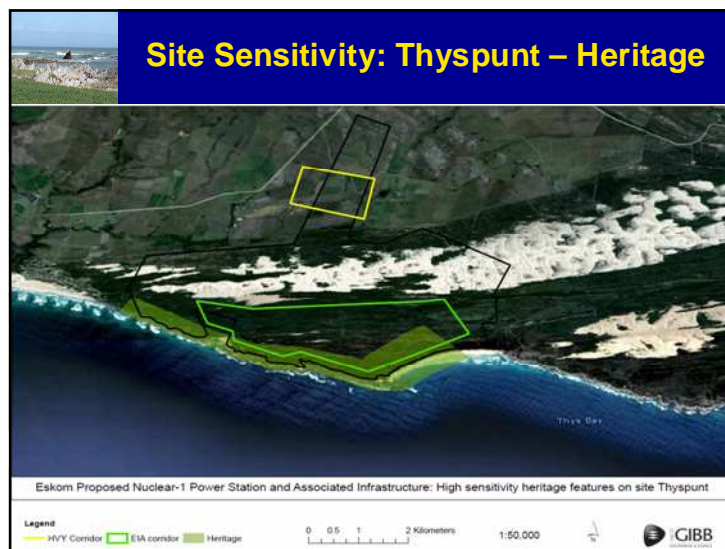 Site Sensitivity: Thyspunt – Heritage
Thys Bay
Eskom Proposed Nuclear-1 Power Station and Associated Infrastructure: High sensitivity heritage features on site Thyspunt
Legend
HVY Corridor EIA corridor Heritage
0 0.5 1 2 Kilometers
1:50,000
GIBB